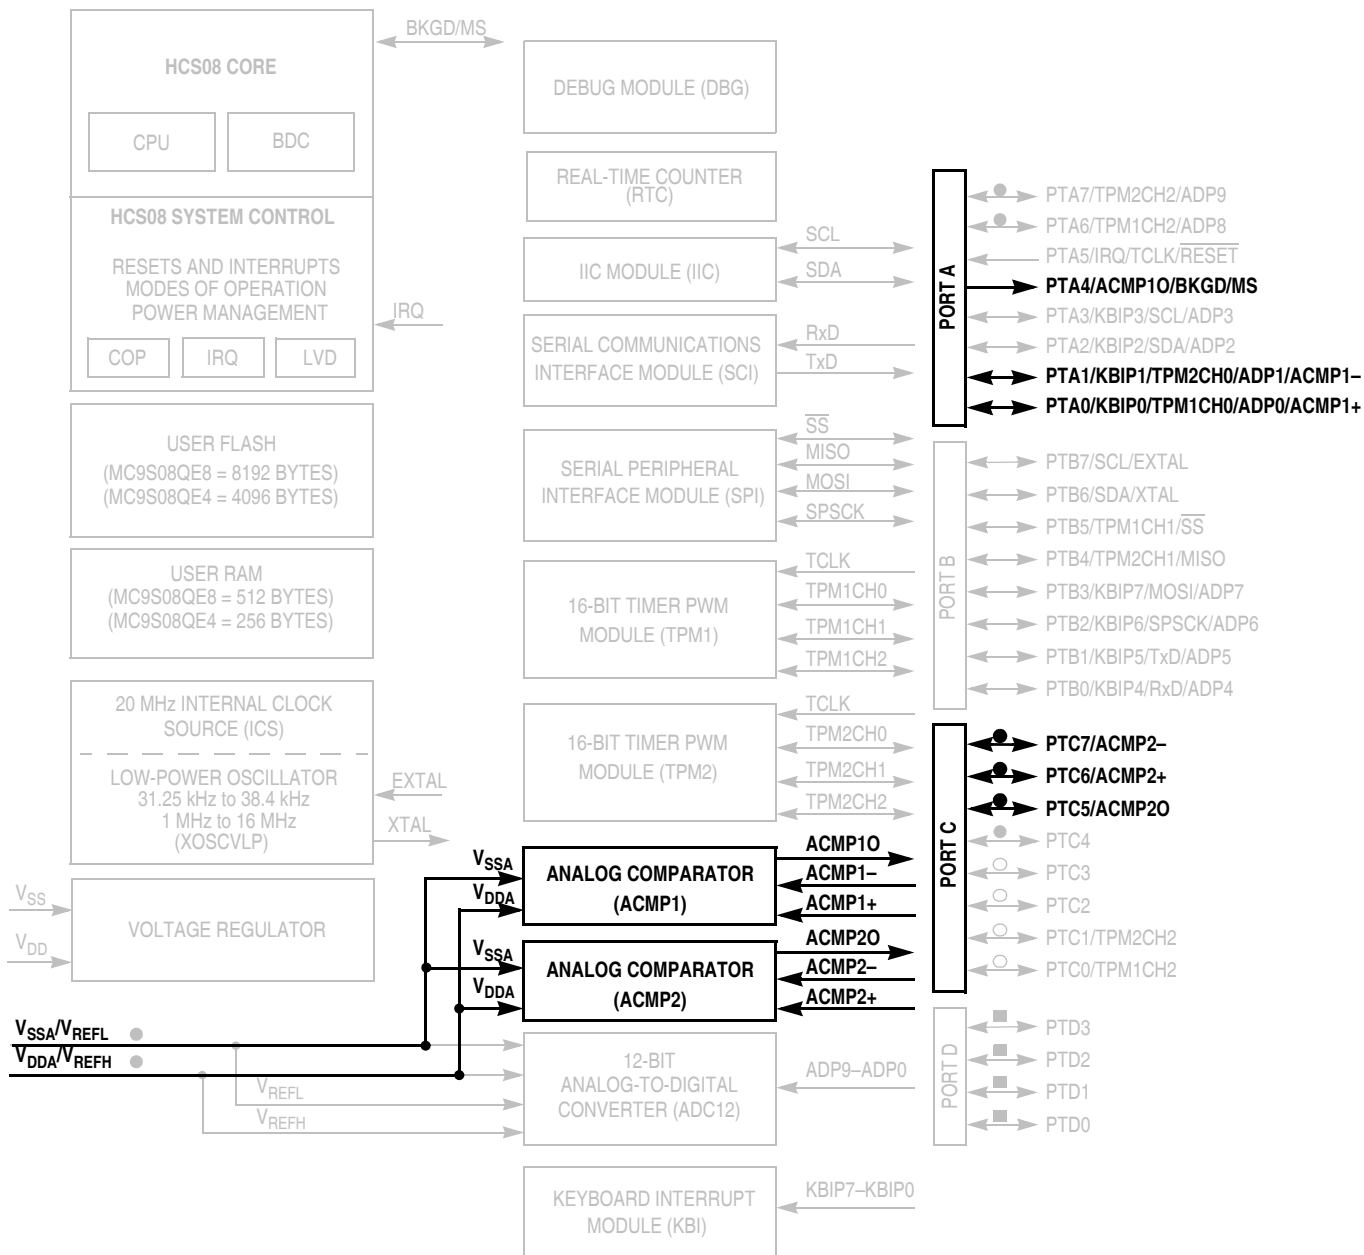 BKGD/MS
HCS08 CORE
CPU
BDC
HCS08 SYSTEM CONTROL
RESETS AND INTERRUPTS
MODES OF OPERATION
POWER MANAGEMENT
IRQ
COP
IRQ
LVD
USER FLASH
(MC9S08QE8 = 8192 BYTES)
(MC9S08QE4 = 4096 BYTES)
USER RAM
(MC9S08QE8 = 512 BYTES)
(MC9S08QE4 = 256 BYTES)
20 MHz INTERNAL CLOCK
SOURCE (ICS)
LOW-POWER OSCILLATOR
31.25 kHz to 38.4 kHz
1 MHz to 16 MHz
(XOSCVLP)
EXTAL
XTAL
VSS
VDD
VOLTAGE REGULATOR
VSSA/VREFL
VDDA/VREFH
VREFL
VREFH
DEBUG MODULE (DBG)
REAL-TIME COUNTER
(RTC)
IIC MODULE (IIC)
SCL
SDA
SERIAL COMMUNICATIONS
INTERFACE MODULE (SCI)
RxD
TxD
SERIAL PERIPHERAL
INTERFACE MODULE (SPI)
SS
MISO
MOSI
SPSCK
16-BIT TIMER PWM
MODULE (TPM1)
TCLK
TPM1CH0
TPM1CH1
TPM1CH2
16-BIT TIMER PWM
MODULE (TPM2)
TCLK
TPM2CH0
TPM2CH1
TPM2CH2
VSSA
VDDA
ANALOG COMPARATOR
(ACMP1)
ACMP1O
ACMP1–
ACMP1+
VSSA
VDDA
ANALOG COMPARATOR
(ACMP2)
ACMP2O
ACMP2–
ACMP2+
12-BIT
ANALOG-TO-DIGITAL
CONVERTER (ADC12)
ADP9–ADP0
KEYBOARD INTERRUPT
MODULE (KBI)
KBIP7–KBIP0
PORT A
PTA7/TPM2CH2/ADP9
PTA6/TPM1CH2/ADP8
PTA5/IRQ/TCLK/RESET
PTA4/ACMP1O/BKGD/MS
PTA3/KBIP3/SCL/ADP3
PTA2/KBIP2/SDA/ADP2
PTA1/KBIP1/TPM2CH0/ADP1/ACMP1–
PTA0/KBIP0/TPM1CH0/ADP0/ACMP1+
PORT B
PTB7/SCL/EXTAL
PTB6/SDA/XTAL
PTB5/TPM1CH1/SS
PTB4/TPM2CH1/MISO
PTB3/KBIP7/MOSI/ADP7
PTB2/KBIP6/SPSCK/ADP6
PTB1/KBIP5/TxD/ADP5
PTB0/KBIP4/RxD/ADP4
PORT C
PTC7/ACMP2–
PTC6/ACMP2+
PTC5/ACMP2O
PTC4
PTC3
PTC2
PTC1/TPM2CH2
PTC0/TPM1CH2
PORT D
PTD3
PTD2
PTD1
PTD0